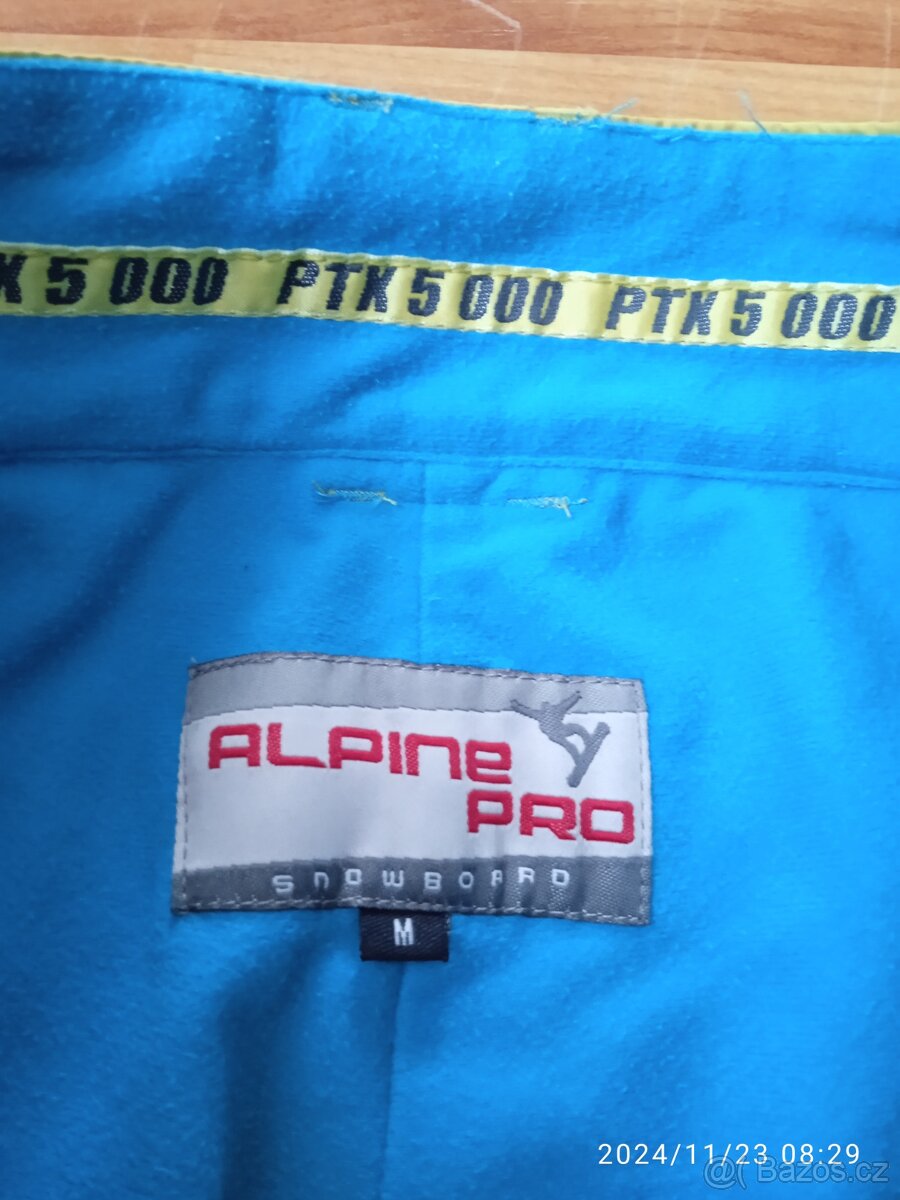 K 5 000 PTK 5 000 PTK 5 000
ALPINE
PRO
SNOWBOARD
M
2024/11/23 08:29
@ Bazos.cz